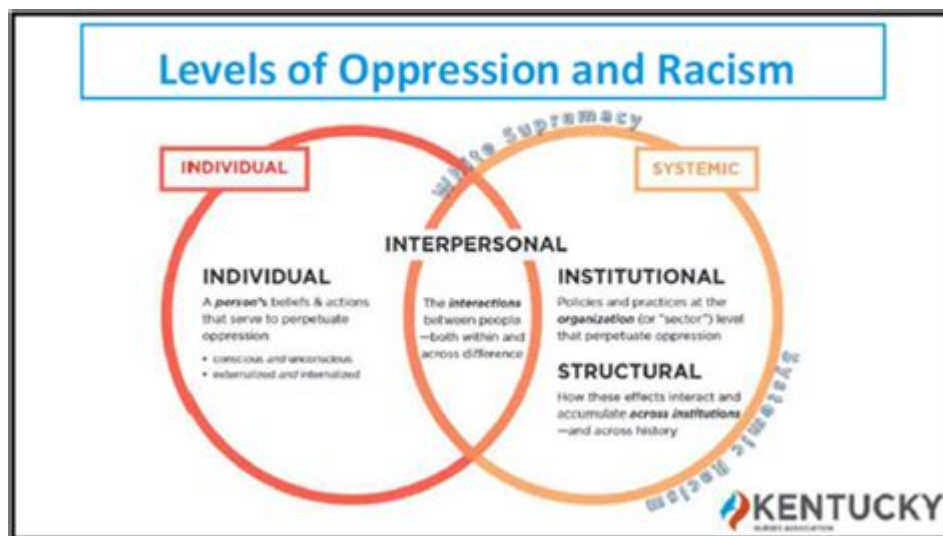 Levels of Oppression and Racism
White Supremacy
INDIVIDUAL
SYSTEMIC
INTERPERSONAL
INDIVIDUAL
A person's beliefs & actions
that serve to perpetuate
oppression
• conscious and unconscious
• externalized and internalized
The interactions
between people
—both within and
across difference
INSTITUTIONAL
Policies and practices at the
organization (or "sector") level
that perpetuate oppression
STRUCTURAL
How these effects interact and
accumulate across institutions
—and across history
Systemic Racism
KENTUCKY
NURSES ASSOCIATION